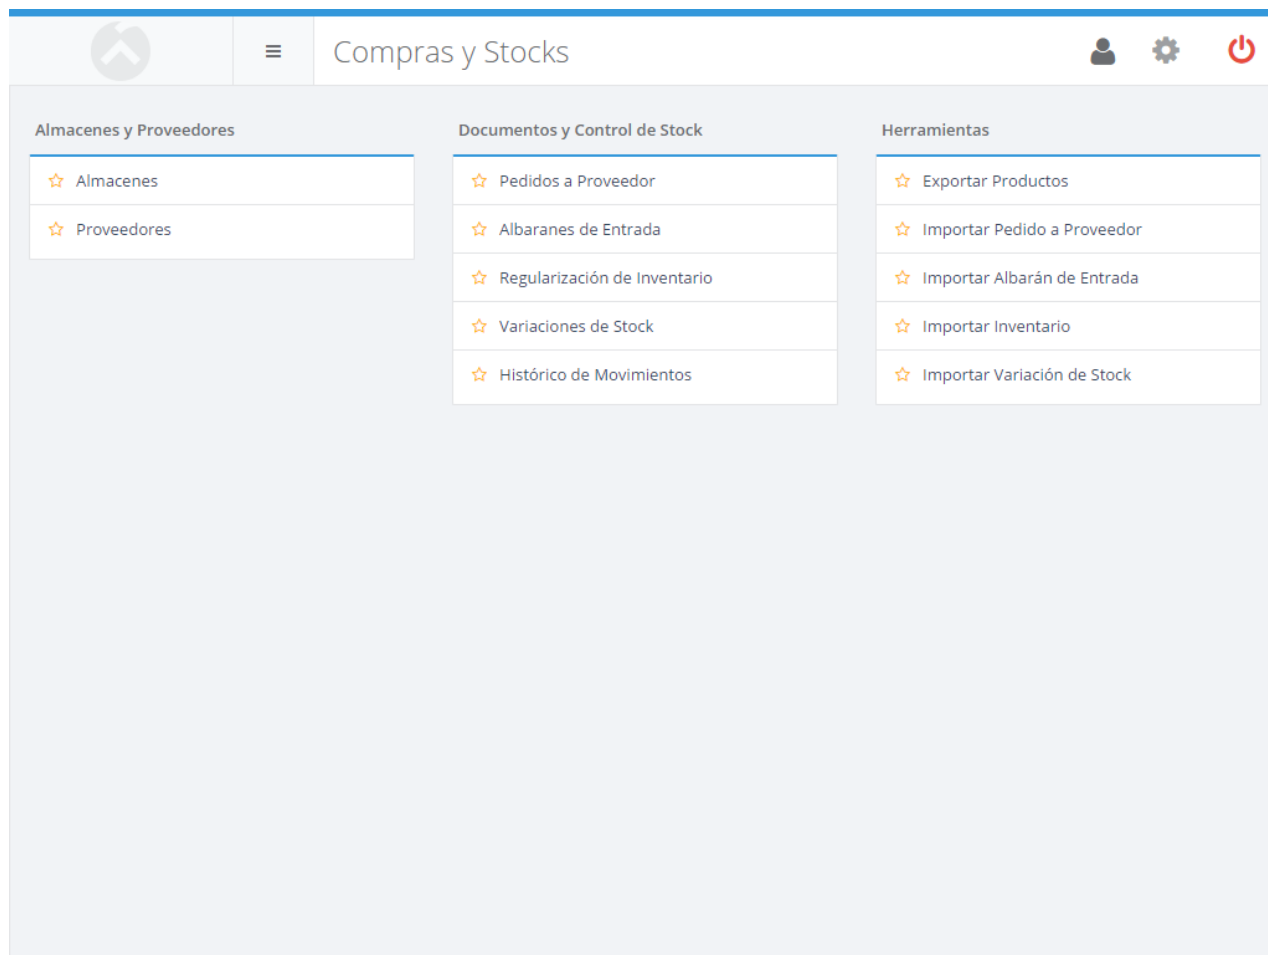 Compras y Stocks
Almacenes y Proveedores
Almacenes
Proveedores
Documentos y Control de Stock
Pedidos a Proveedor
Albaranes de Entrada
Regularización de Inventario
Variaciones de Stock
Histórico de Movimientos
Herramientas
Exportar Productos
Importar Pedido a Proveedor
Importar Albarán de Entrada
Importar Inventario
Importar Variación de Stock